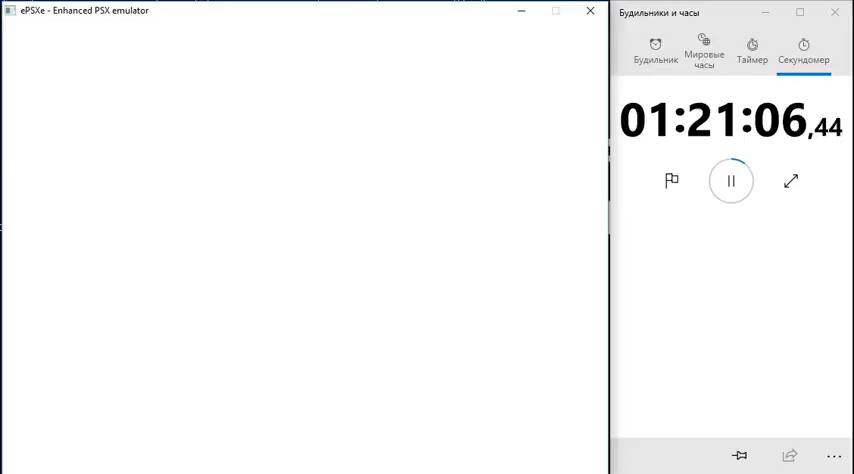 ePSXe - Enhanced PSX emulator
Будильники и часы
Будильник
Мировые
часы
Таймер
Секундомер
01:21:06,44